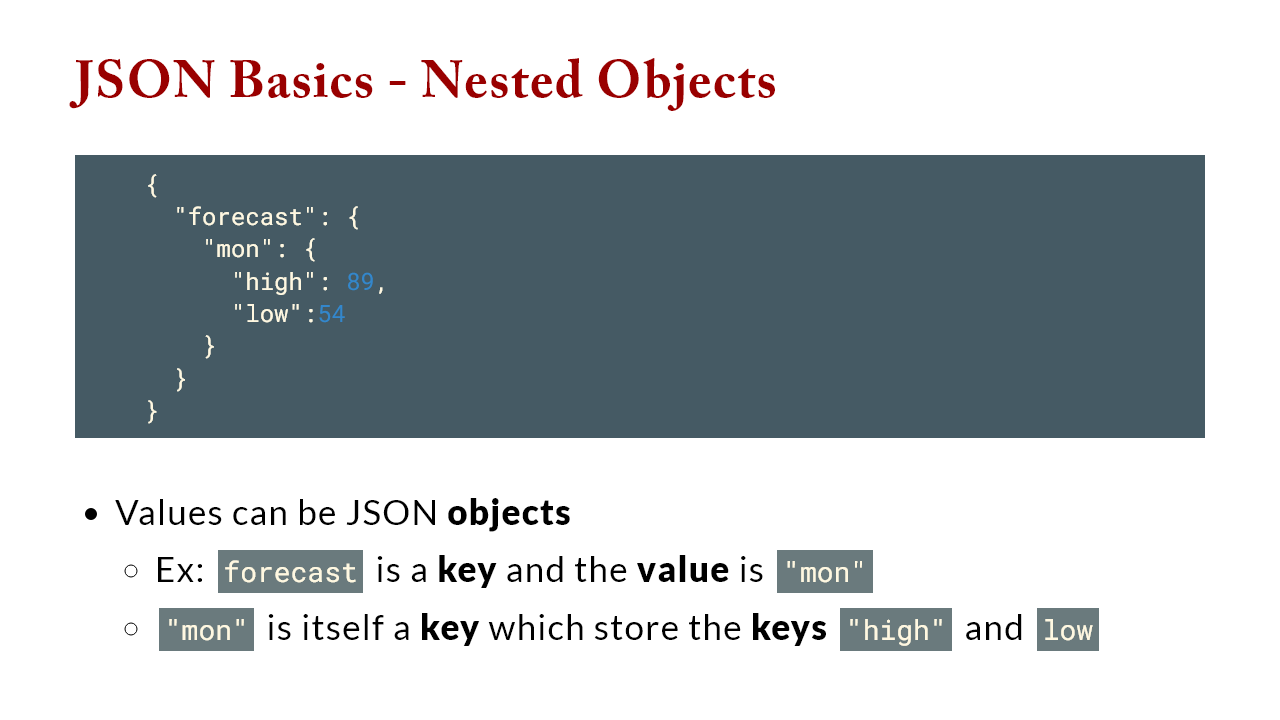 JSON Basics - Nested Objects
{
  "forecast": {
    "mon": {
      "high": 89,
      "low":54
    }
  }
}
• Values can be JSON objects
○ Ex: forecast is a key and the value is "mon"
○ "mon" is itself a key which store the keys "high" and low